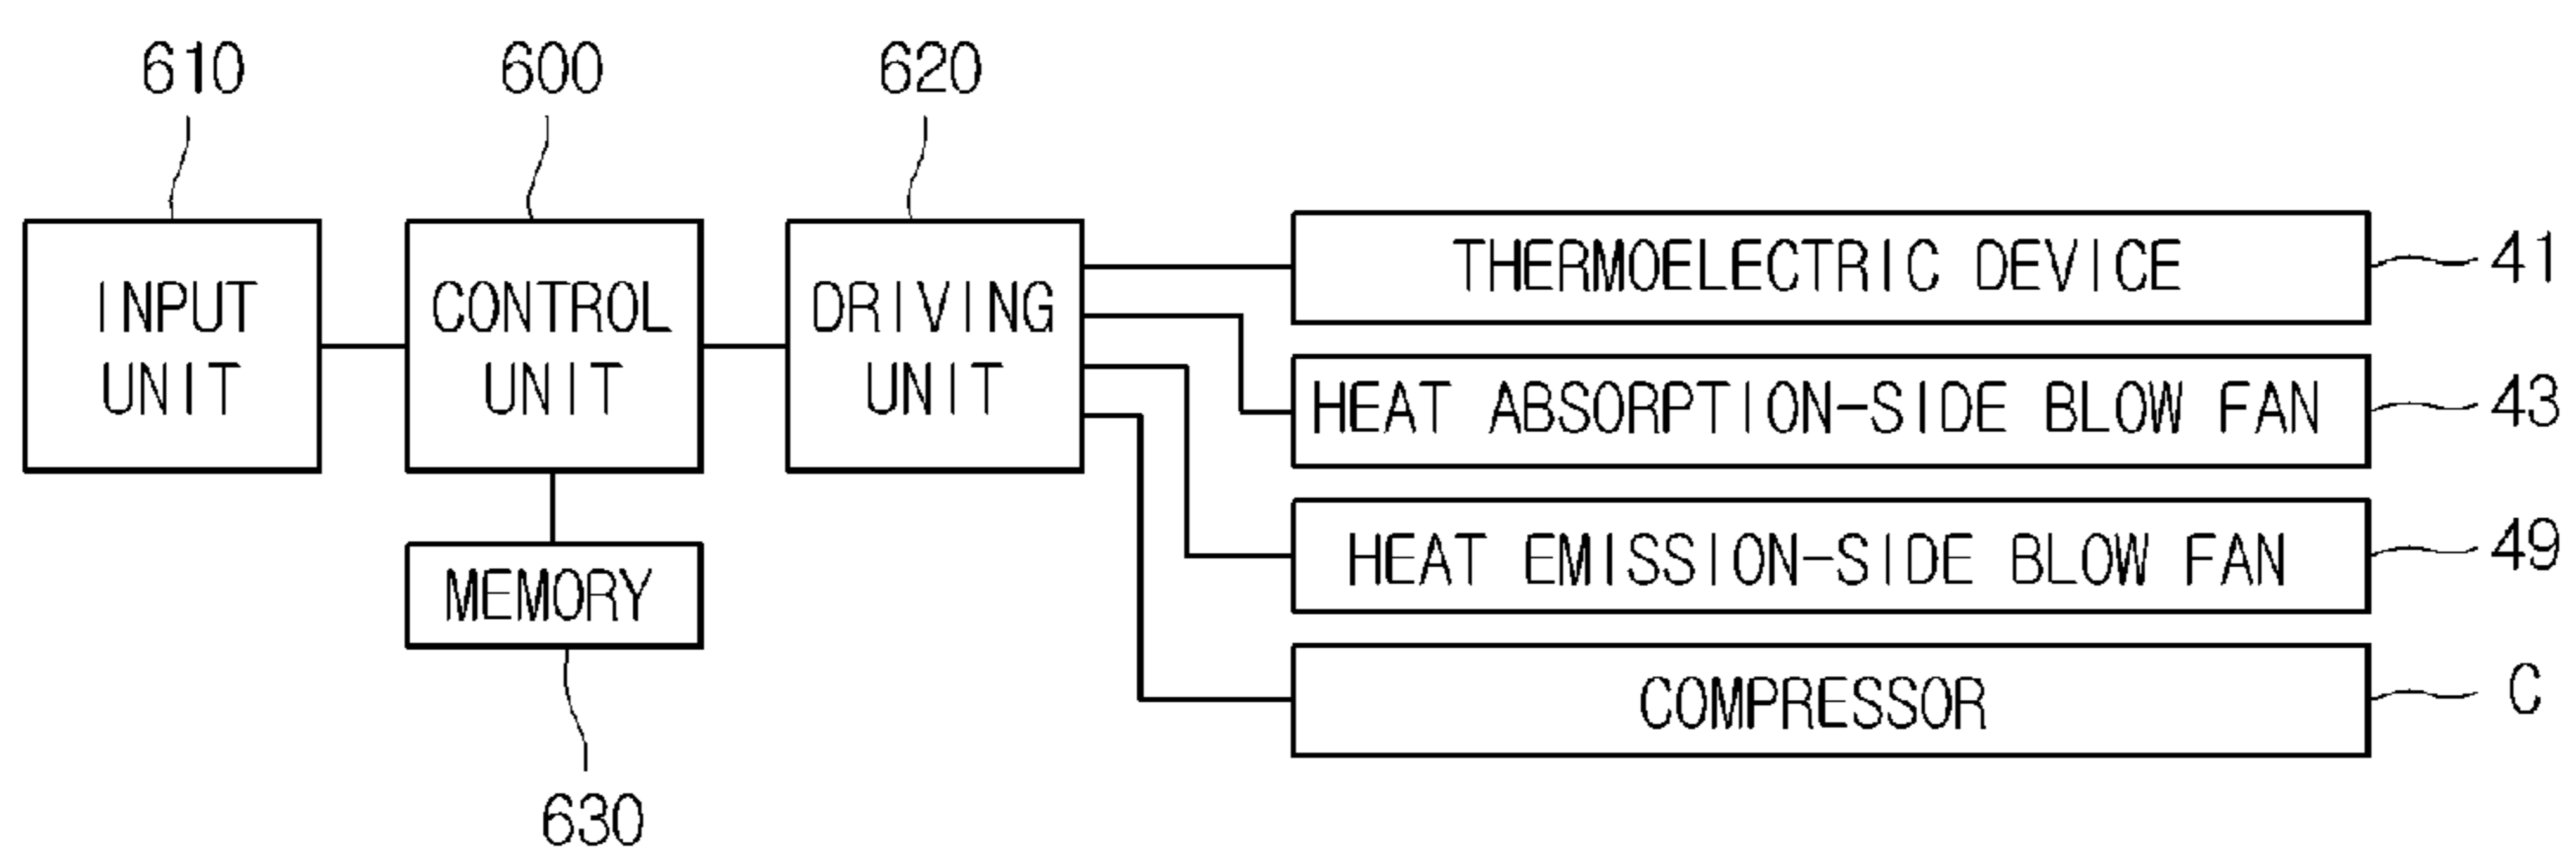 610
600
620
INPUT
UNIT
CONTROL
UNIT
DRIVING
UNIT
THERMOELECTRIC DEVICE
41
HEAT ABSORPTION-SIDE BLOW FAN
43
HEAT EMISSION-SIDE BLOW FAN
49
MEMORY
COMPRESSOR
C
630